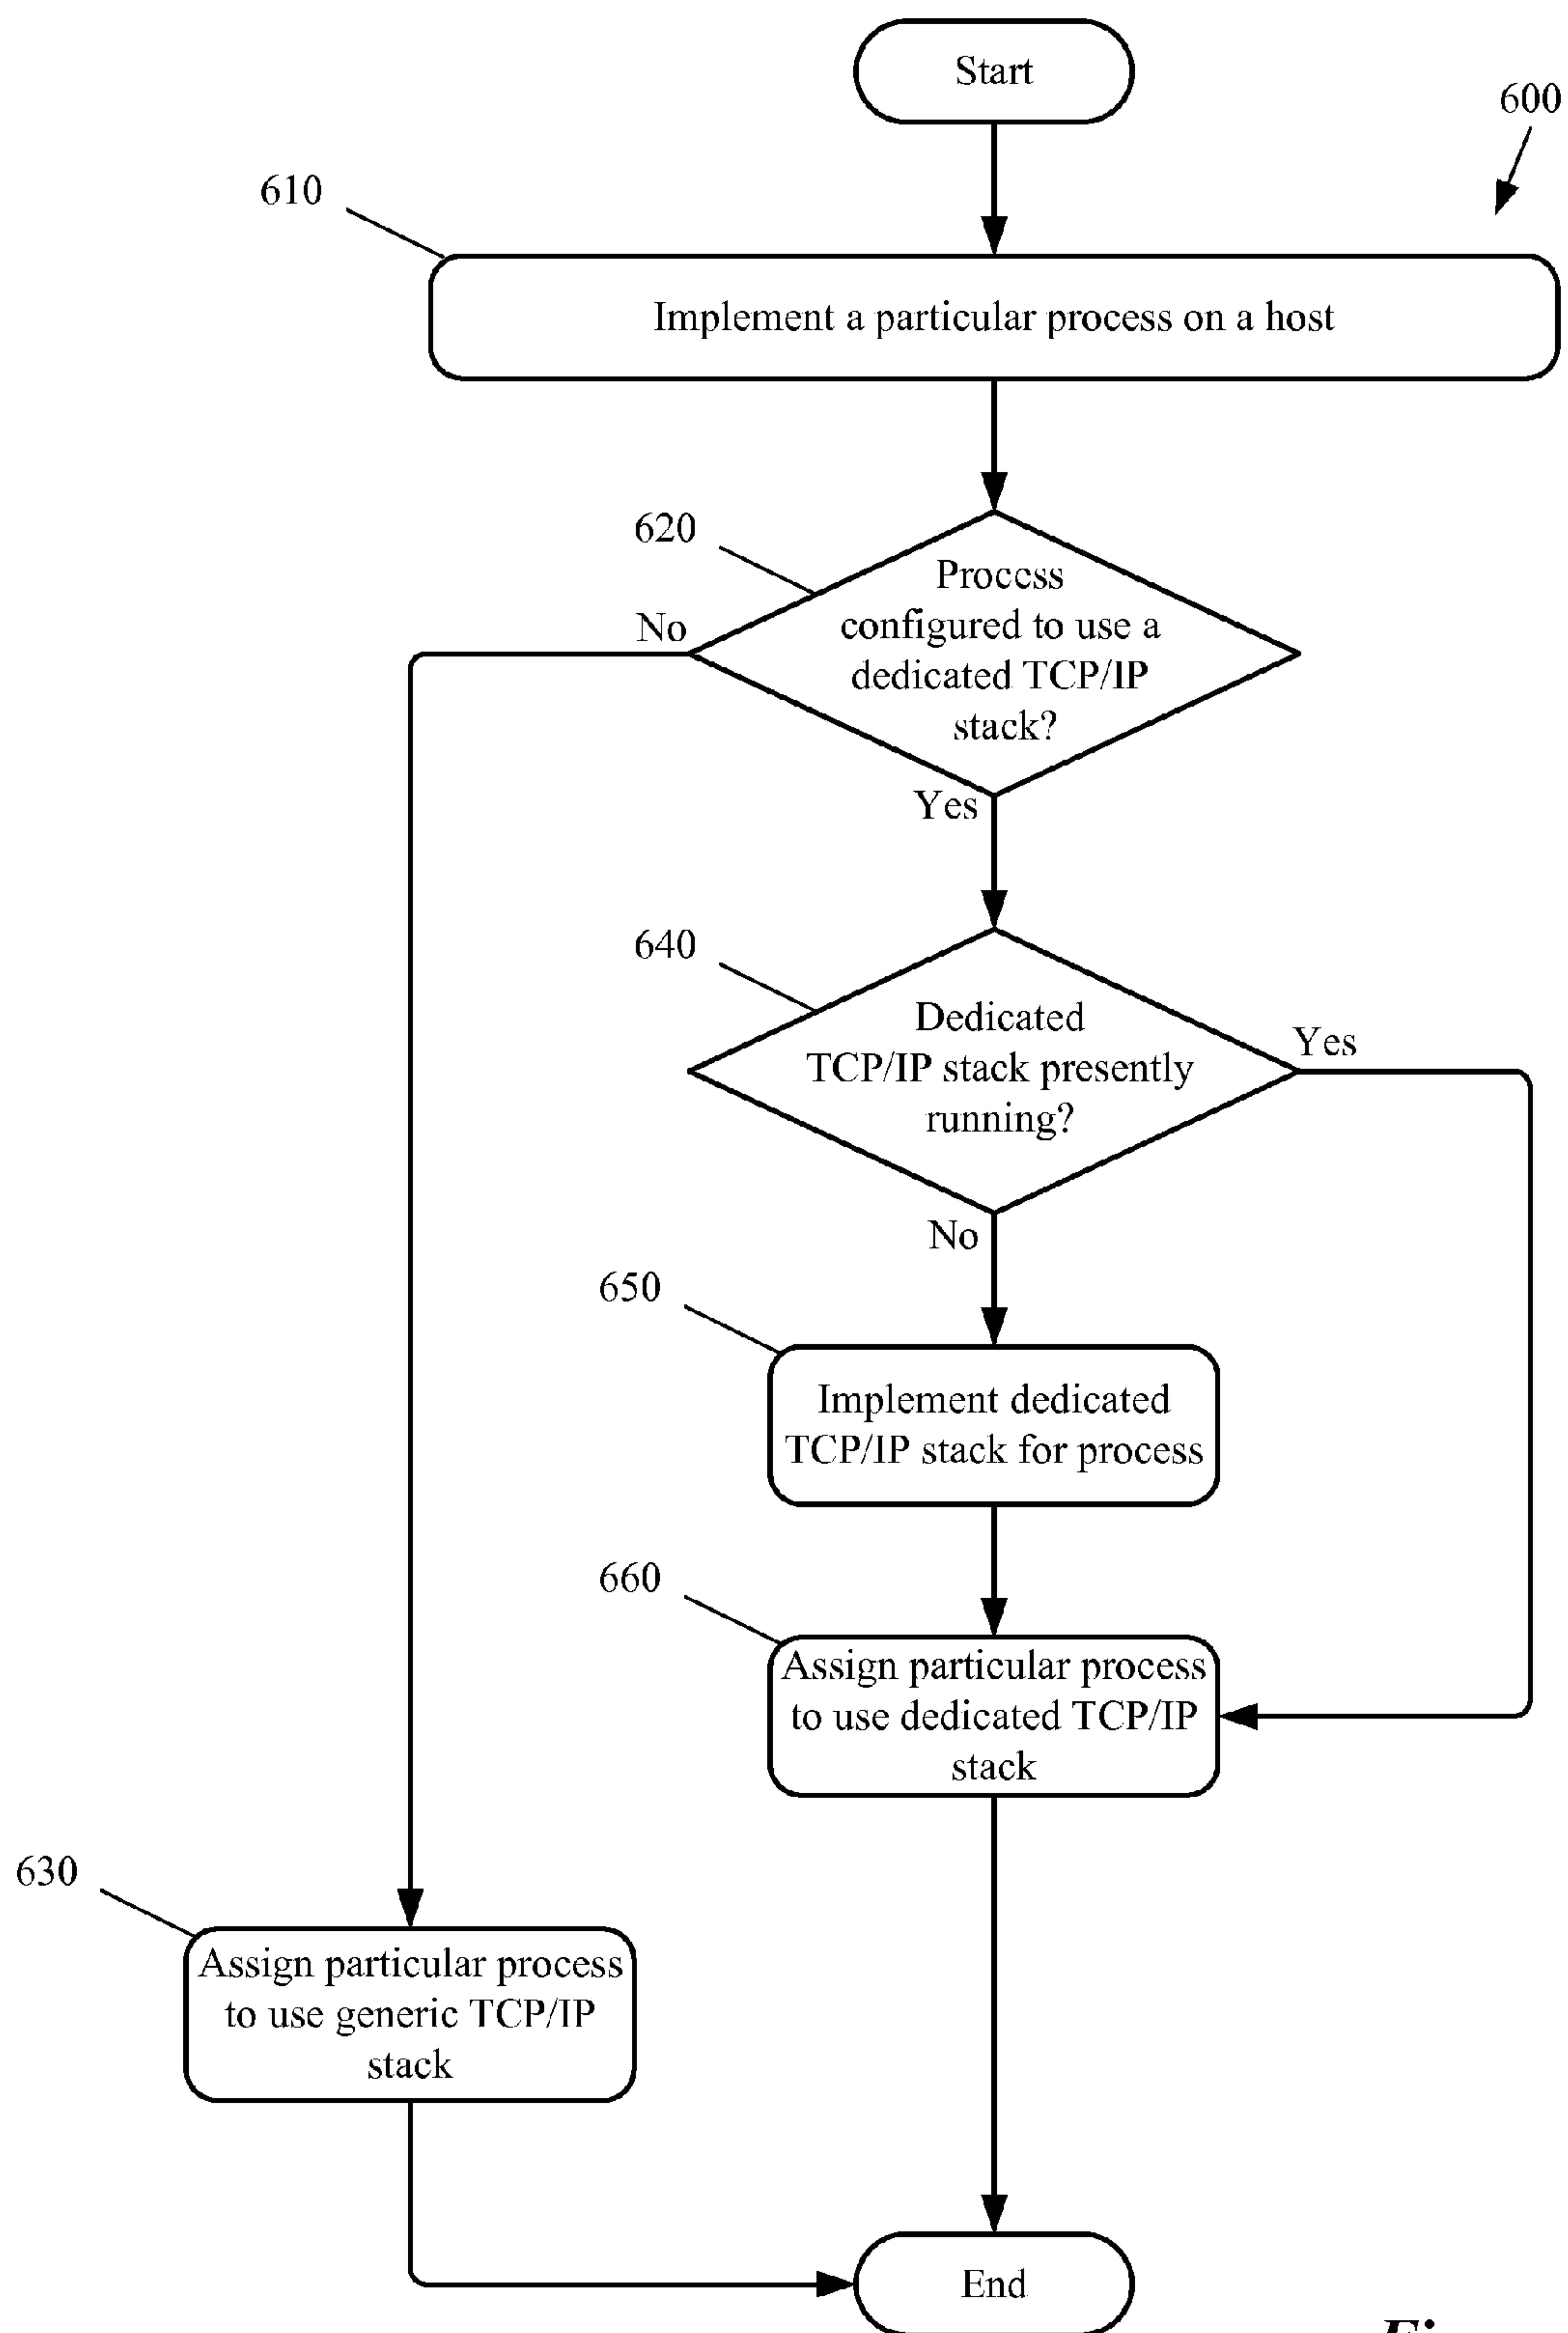 Start
600
610
Implement a particular process on a host
620
Process
configured to use a
dedicated TCP/IP
stack?
No
Yes
640
Dedicated
TCP/IP stack presently
running?
Yes
No
650
Implement dedicated
TCP/IP stack for process
660
Assign particular process
to use dedicated TCP/IP
stack
630
Assign particular process
to use generic TCP/IP
stack
End